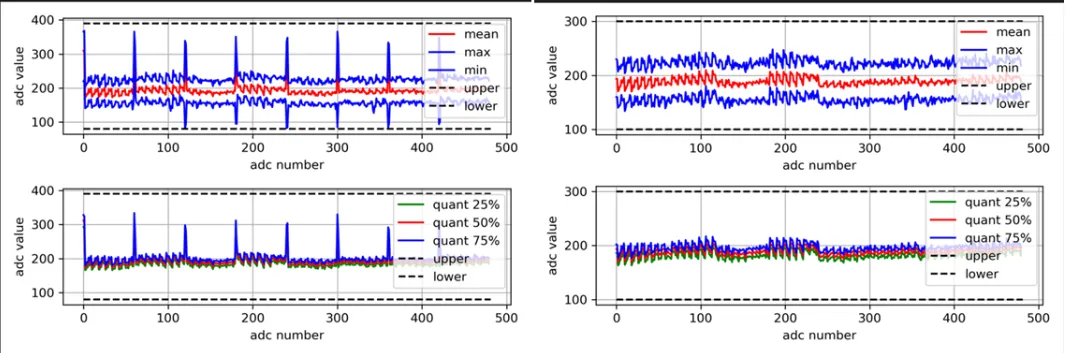 400
300
200
100
adc value
0
100
200
300
400
500
adc number
mean
max
min
upper
lower
300
200
100
adc value
0
100
200
300
400
500
adc number
mean
max
min
upper
lower
400
300
200
100
adc value
0
100
200
300
400
500
adc number
quant 25%
quant 50%
quant 75%
upper
lower
300
200
100
adc value
0
100
200
300
400
500
adc number
quant 25%
quant 50%
quant 75%
upper
lower